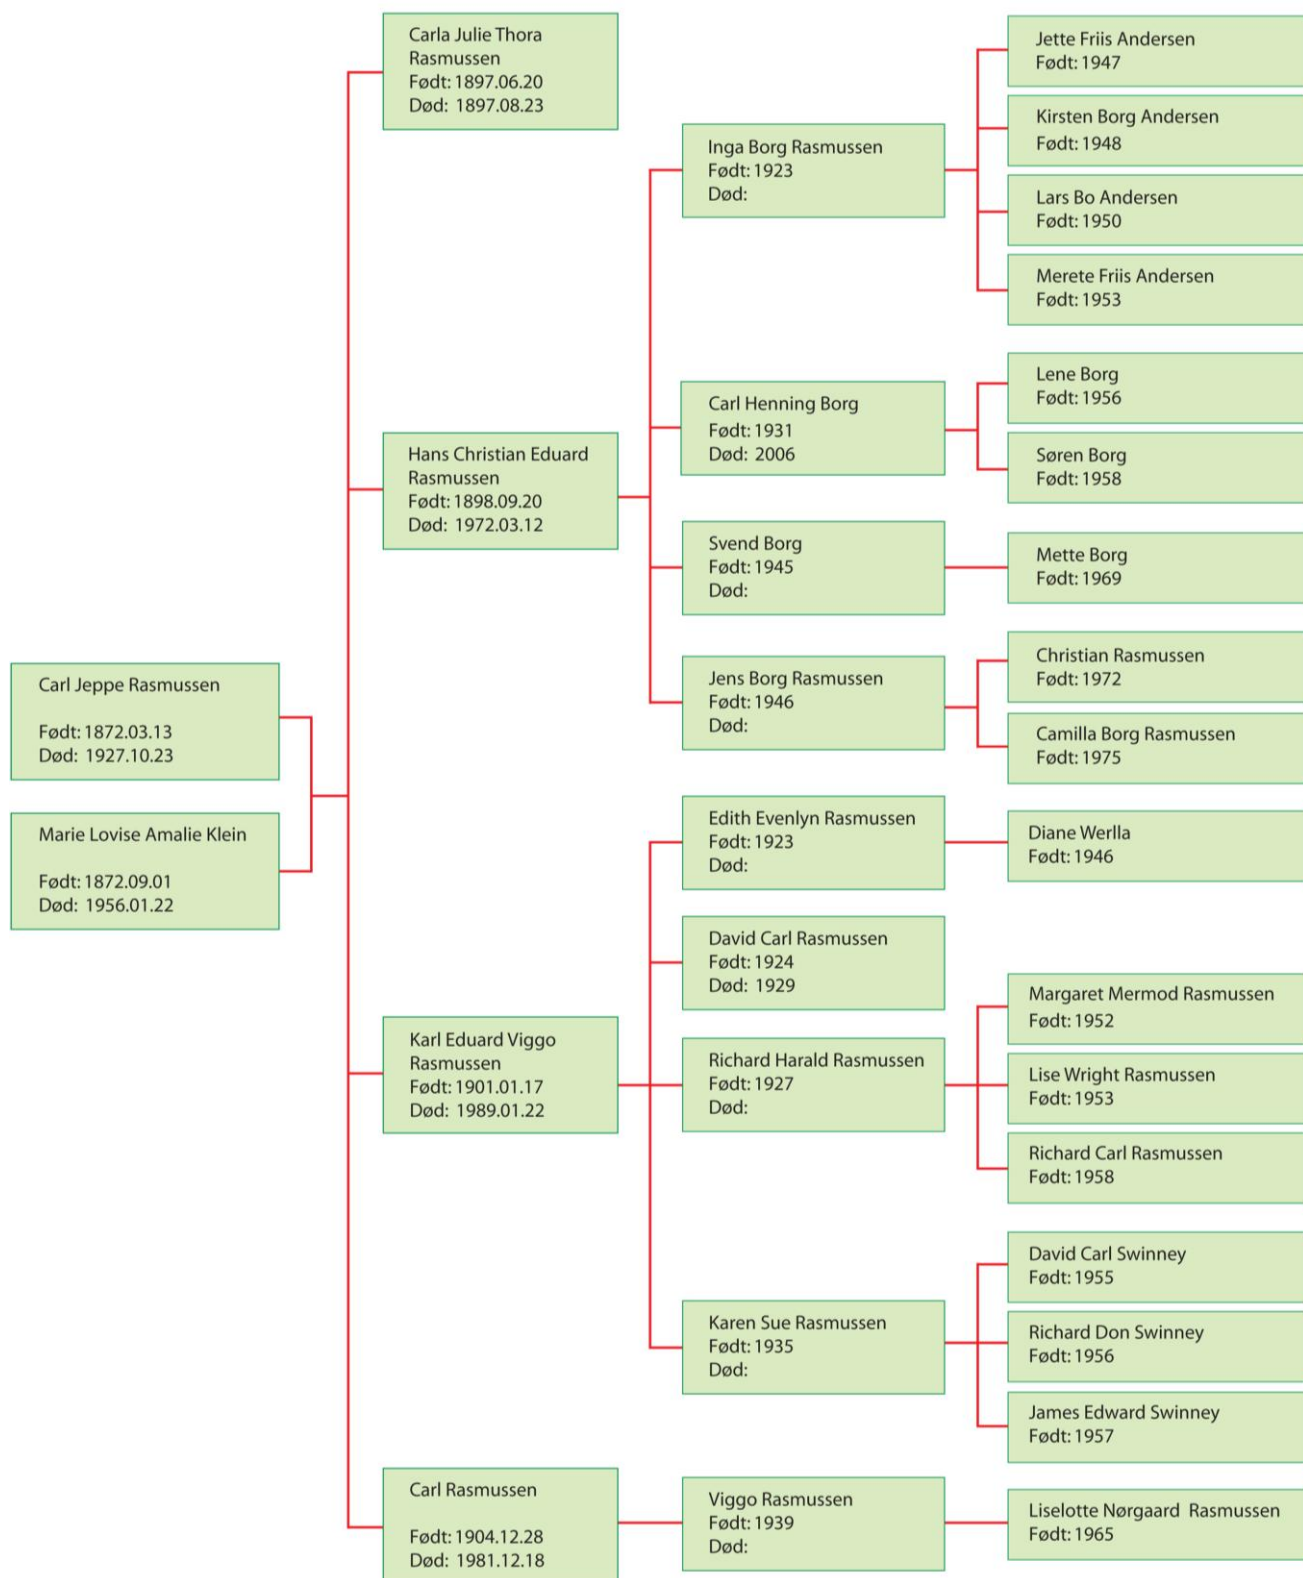 Carl Jeppe Rasmussen
Født: 1872.03.13
Død: 1927.10.23
Marie Lovise Amalie Klein
Født: 1872.09.01
Død: 1956.01.22
Carla Julie Thora
Rasmussen
Født: 1897.06.20
Død: 1897.08.23
Hans Christian Eduard
Rasmussen
Født: 1898.09.20
Død: 1972.03.12
Karl Eduard Viggo
Rasmussen
Født: 1901.01.17
Død: 1989.01.22
Carl Rasmussen
Født: 1904.12.28
Død: 1981.12.18
Inga Borg Rasmussen
Født: 1923
Død:
Carl Henning Borg
Født: 1931
Død: 2006
Svend Borg
Født: 1945
Død:
Jens Borg Rasmussen
Født: 1946
Død:
Edith Evenlyn Rasmussen
Født: 1923
Død:
David Carl Rasmussen
Født: 1924
Død: 1929
Richard Harald Rasmussen
Født: 1927
Død:
Karen Sue Rasmussen
Født: 1935
Død:
Viggo Rasmussen
Født: 1939
Død:
Jette Friis Andersen
Født: 1947
Kirsten Borg Andersen
Født: 1948
Lars Bo Andersen
Født: 1950
Merete Friis Andersen
Født: 1953
Lene Borg
Født: 1956
Søren Borg
Født: 1958
Mette Borg
Født: 1969
Christian Rasmussen
Født: 1972
Camilla Borg Rasmussen
Født: 1975
Diane Werlla
Født: 1946
Margaret Mermod Rasmussen
Født: 1952
Lise Wright Rasmussen
Født: 1953
Richard Carl Rasmussen
Født: 1958
David Carl Swinney
Født: 1955
Richard Don Swinney
Født: 1956
James Edward Swinney
Født: 1957
Liselotte Nørgaard Rasmussen
Født: 1965